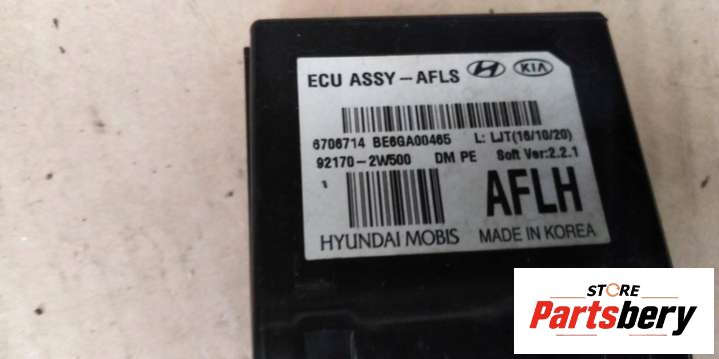 ECU ASSY-AFLS KIA
6706714 BE6GA00465 L: LJT(16/10/20)
92170-2W500 DM PE Soft Ver:2.2.1
AFLH
HYUNDAI MOBIS MADE IN KOREA
STORE
Partsbery